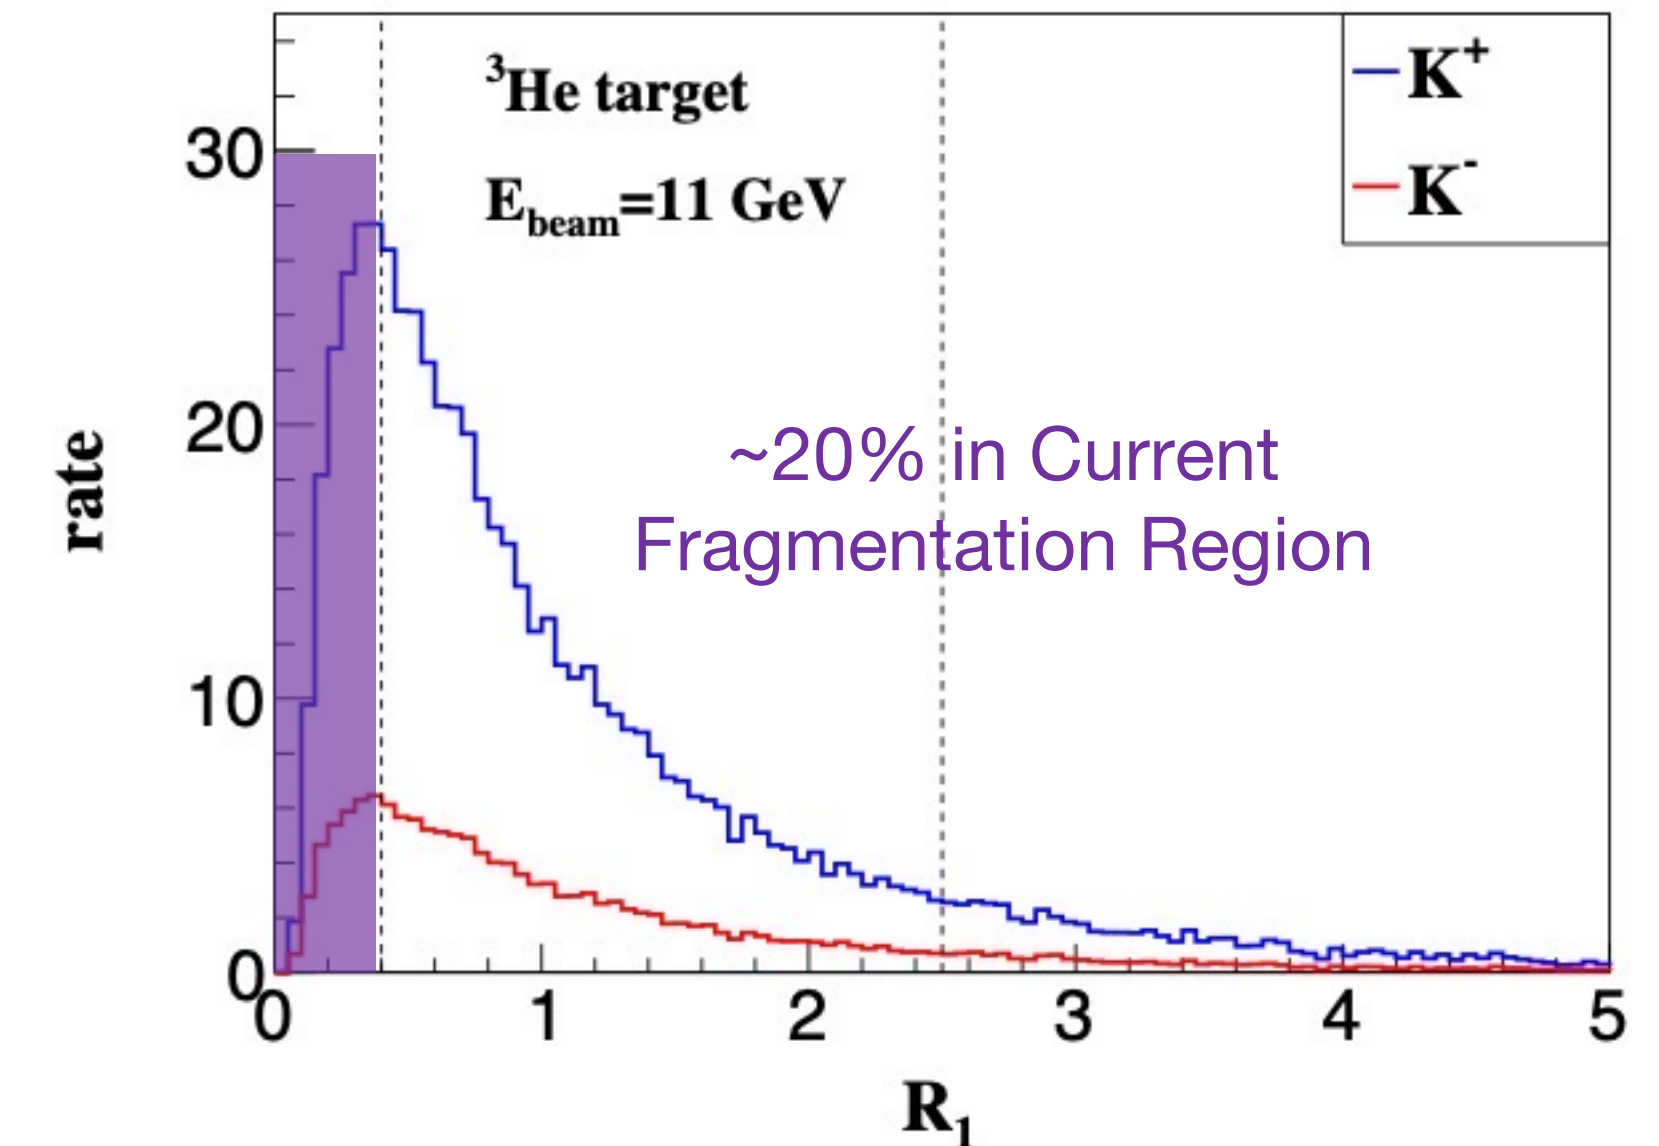 ³He target
E_beam=11 GeV
K⁺
K⁻
30
20
10
0
rate
~20% in Current
Fragmentation Region
0 1 2 3 4 5
R₁